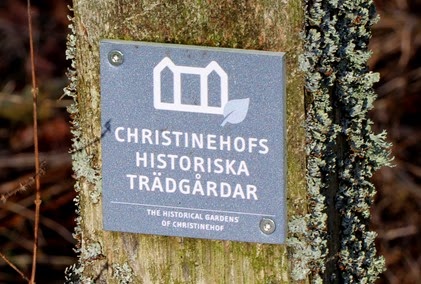 CHRISTINEHOFS
HISTORISKA
TRÄDGÅRDAR
THE HISTORICAL GARDENS
OF CHRISTINEHOF